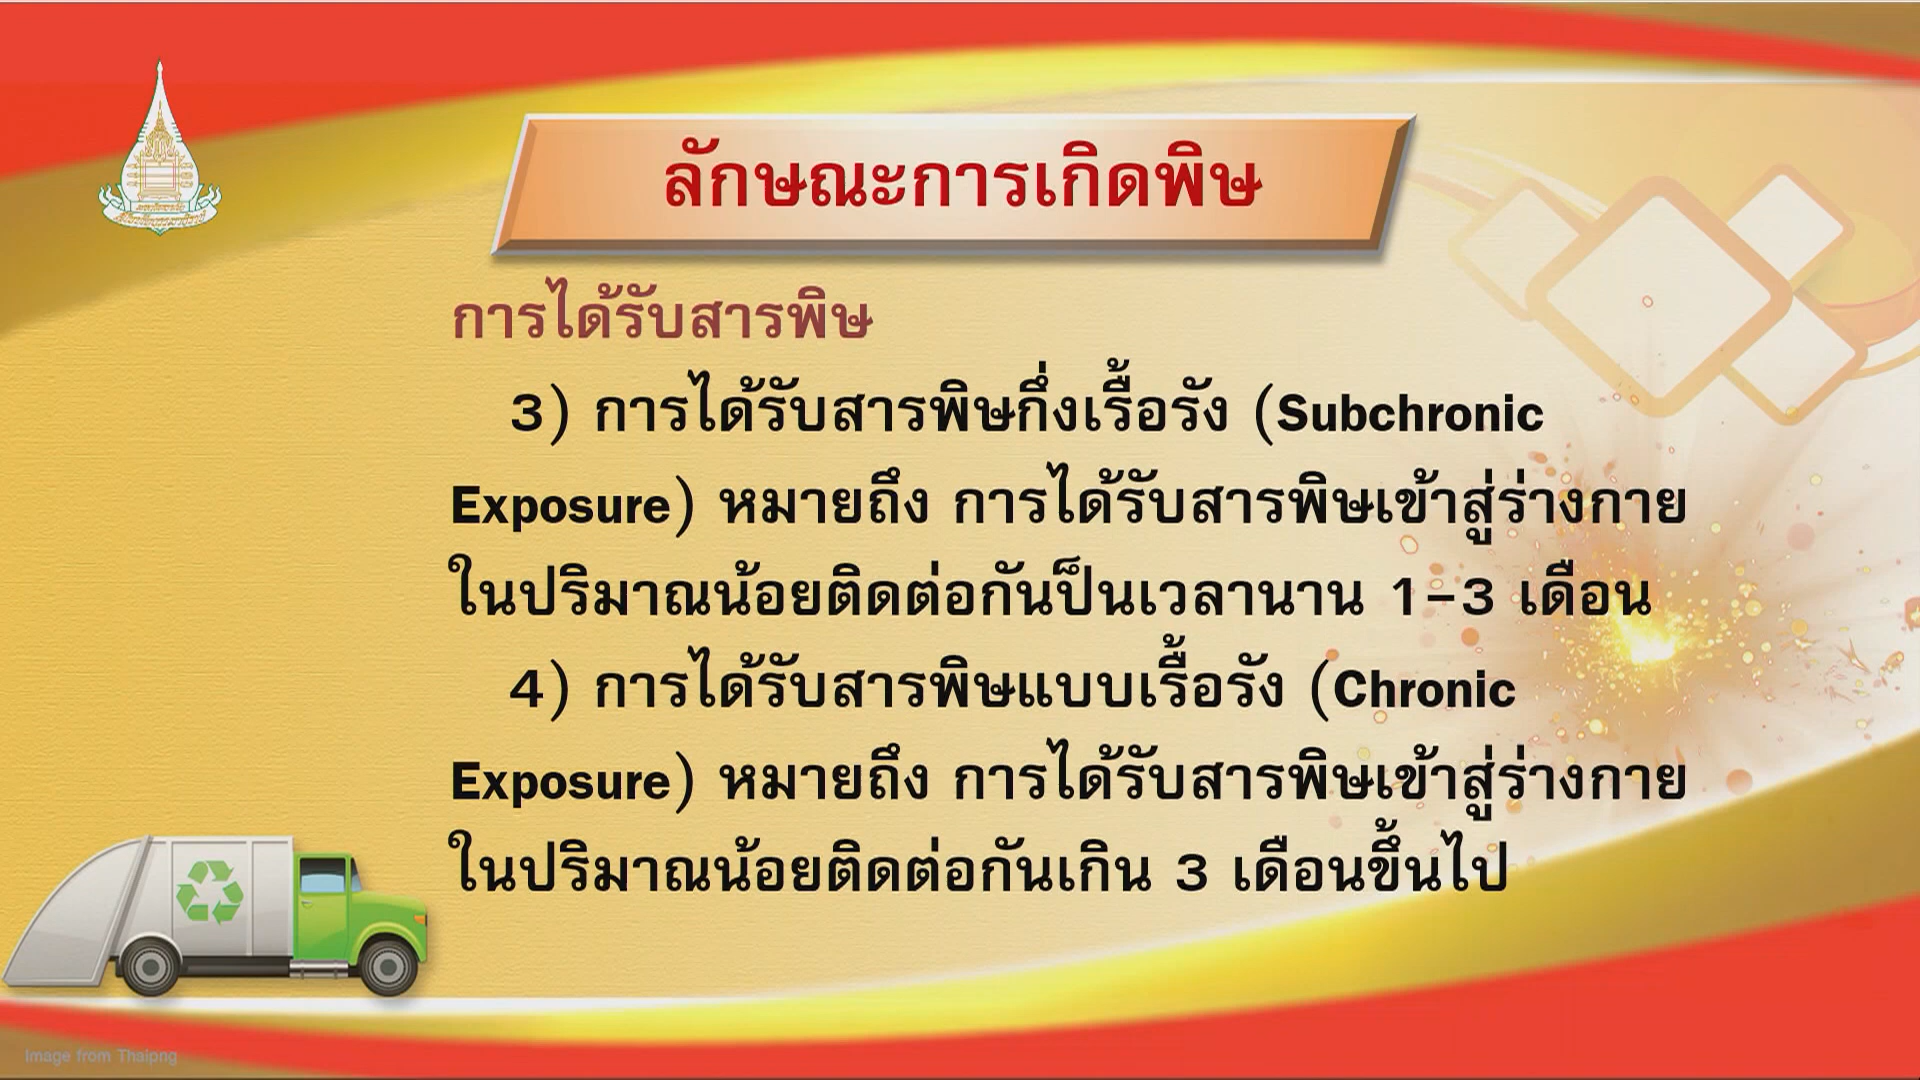 ลักษณะการเกิดพิษ
การได้รับสารพิษ
3) การได้รับสารพิษกึ่งเรื้อรัง (Subchronic
Exposure) หมายถึง การได้รับสารพิษเข้าสู่ร่างกาย
ในปริมาณน้อยติดต่อกันป็นเวลานาน 1-3 เดือน
4) การได้รับสารพิษแบบเรื้อรัง (Chronic
Exposure) หมายถึง การได้รับสารพิษเข้าสู่ร่างกาย
ในปริมาณน้อยติดต่อกันเกิน 3 เดือนขึ้นไป
Image from Thaipng